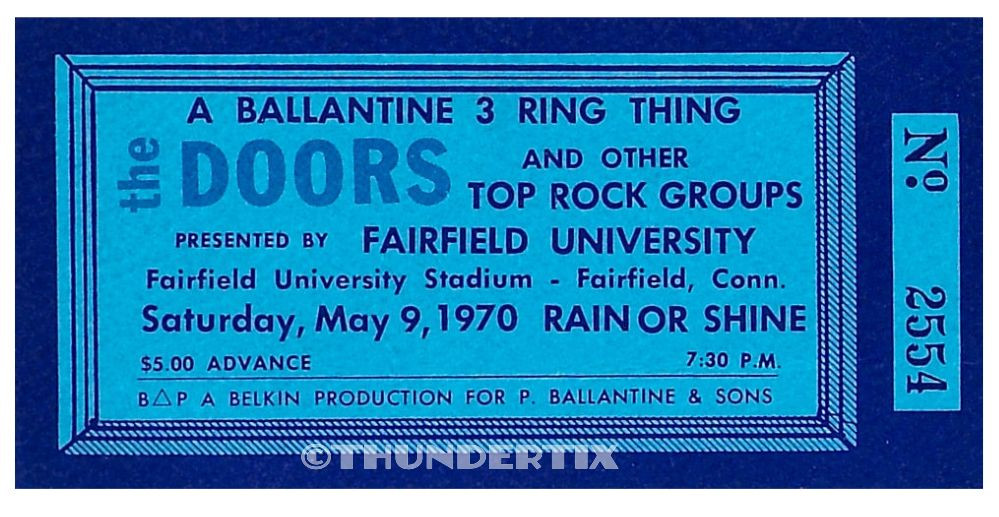 A BALLANTINE 3 RING THING
the DOORS AND OTHER
TOP ROCK GROUPS
PRESENTED BY FAIRFIELD UNIVERSITY
Fairfield University Stadium - Fairfield, Conn.
Saturday, May 9, 1970 RAIN OR SHINE
$5.00 ADVANCE 7:30 P.M.
B△P A BELKIN PRODUCTION FOR P. BALLANTINE & SONS
Nº 2554
©THUNDERTIX